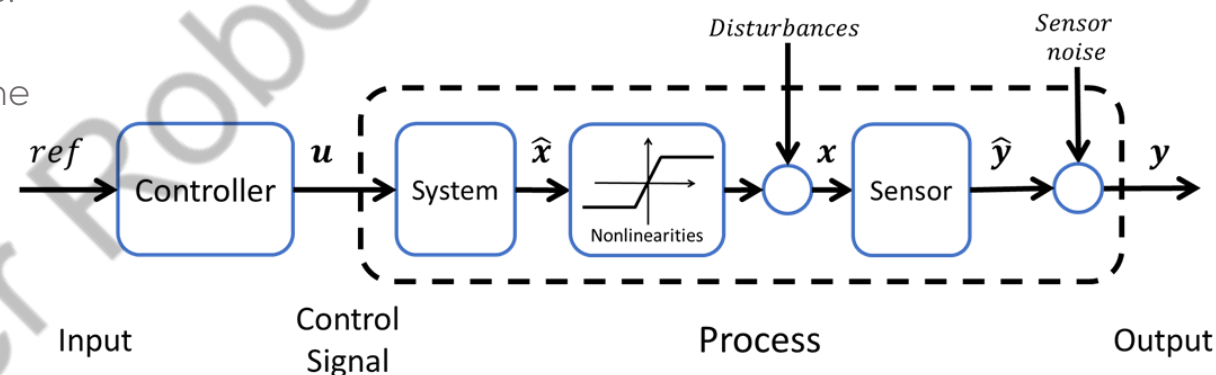 Disturbances
Sensor
noise
ref
u
x̂
x
ŷ
y
Controller
System
Nonlinearities
Sensor
Input
Control
Signal
Process
Output